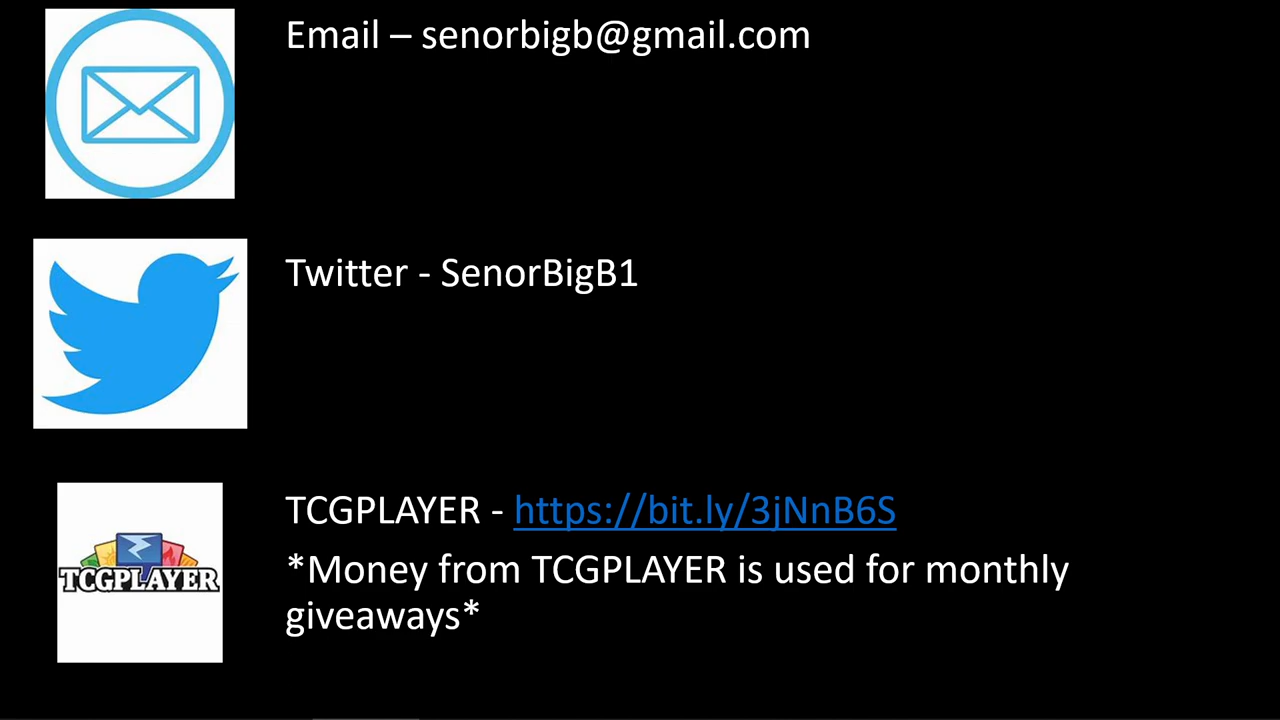 Email – senorbigb@gmail.com
Twitter - SenorBigB1
TCGPLAYER - https://bit.ly/3jNnB6S
TCGPLAYER
*Money from TCGPLAYER is used for monthly
giveaways*